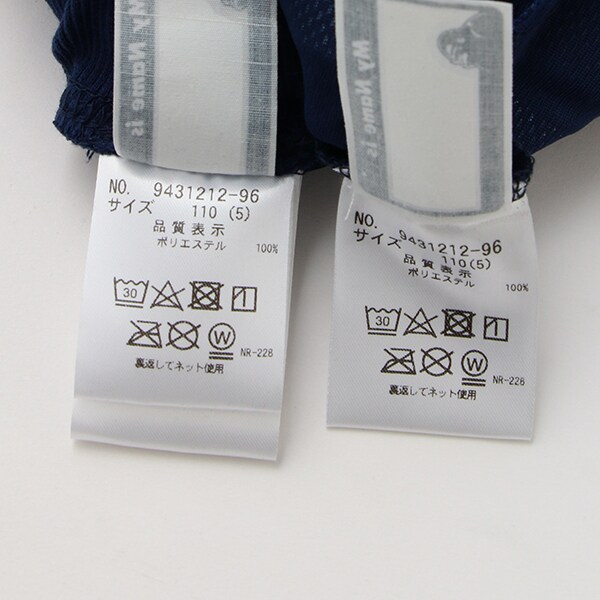 My Name is
NO. 9431212-96
サイズ 110 (5)
品質表示
ポリエステル 100%
30
W
NR-228
裏返してネット使用
My Name is
NO. 9431212-96
サイズ 110(5)
品質表示
ポリエステル 100%
30
W
NR-228
裏返してネット使用